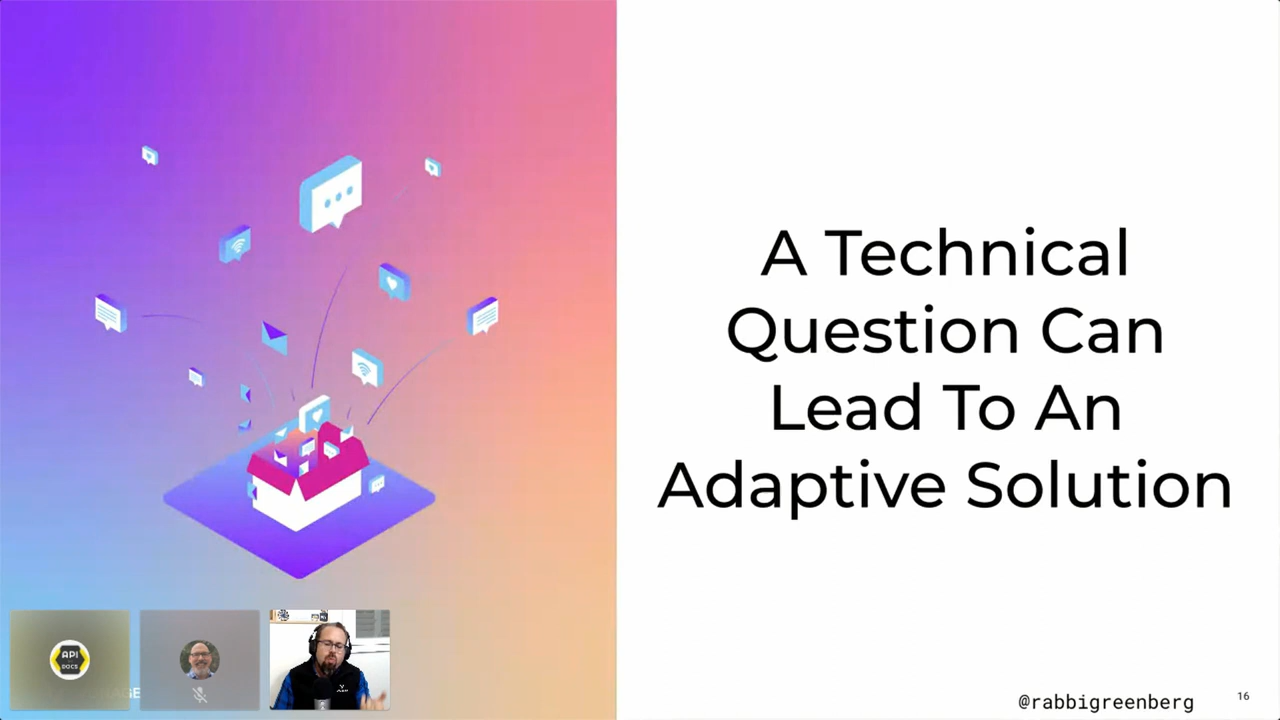 A Technical
Question Can
Lead To An
Adaptive Solution
API
DOCS
@rabbigreenberg
16